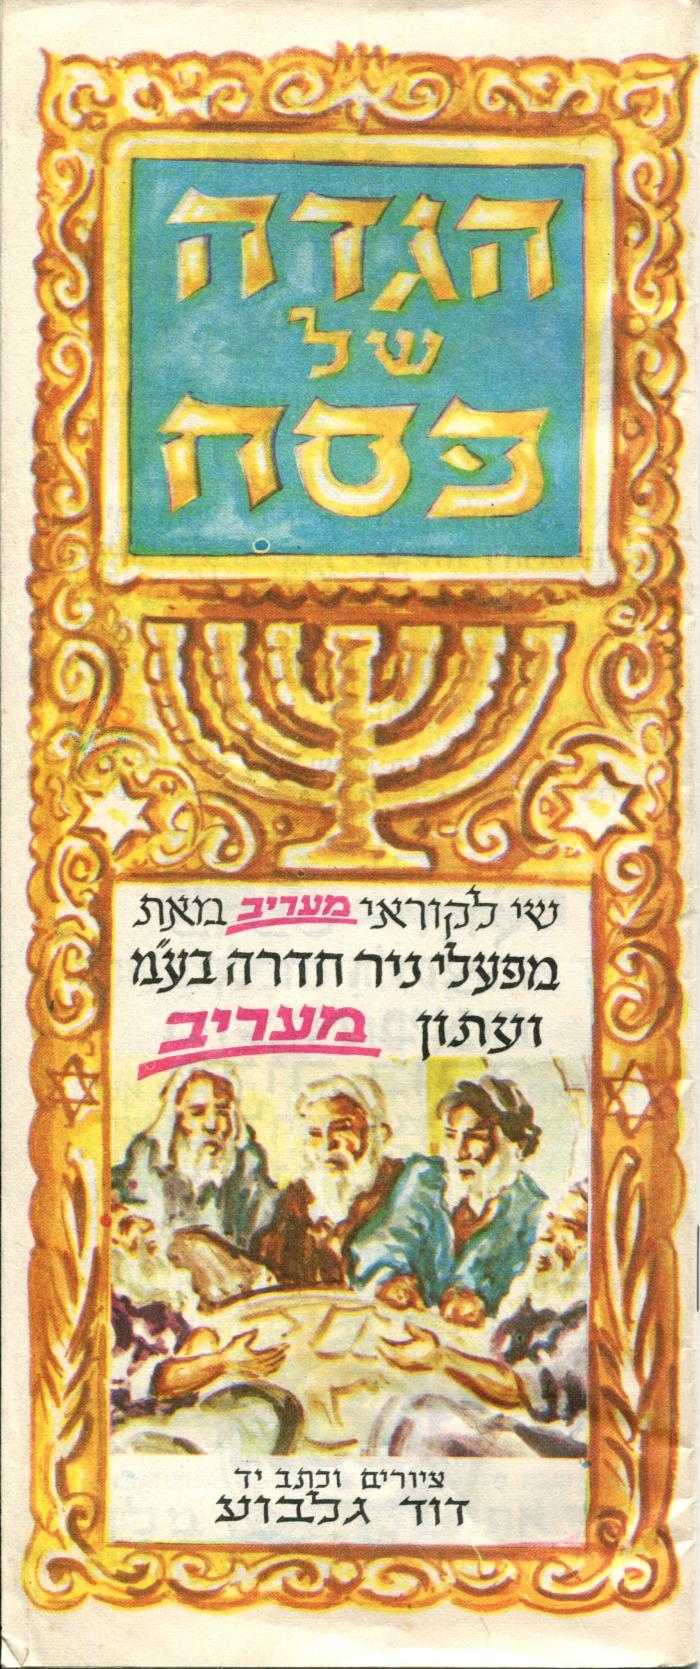 הגדה
של
פסח
שי לקוראי מעריב מאת
מפעלי ניר חדרה בע"מ
ועתון מעריב
ציורים וכתב יד
דוד גלבוע